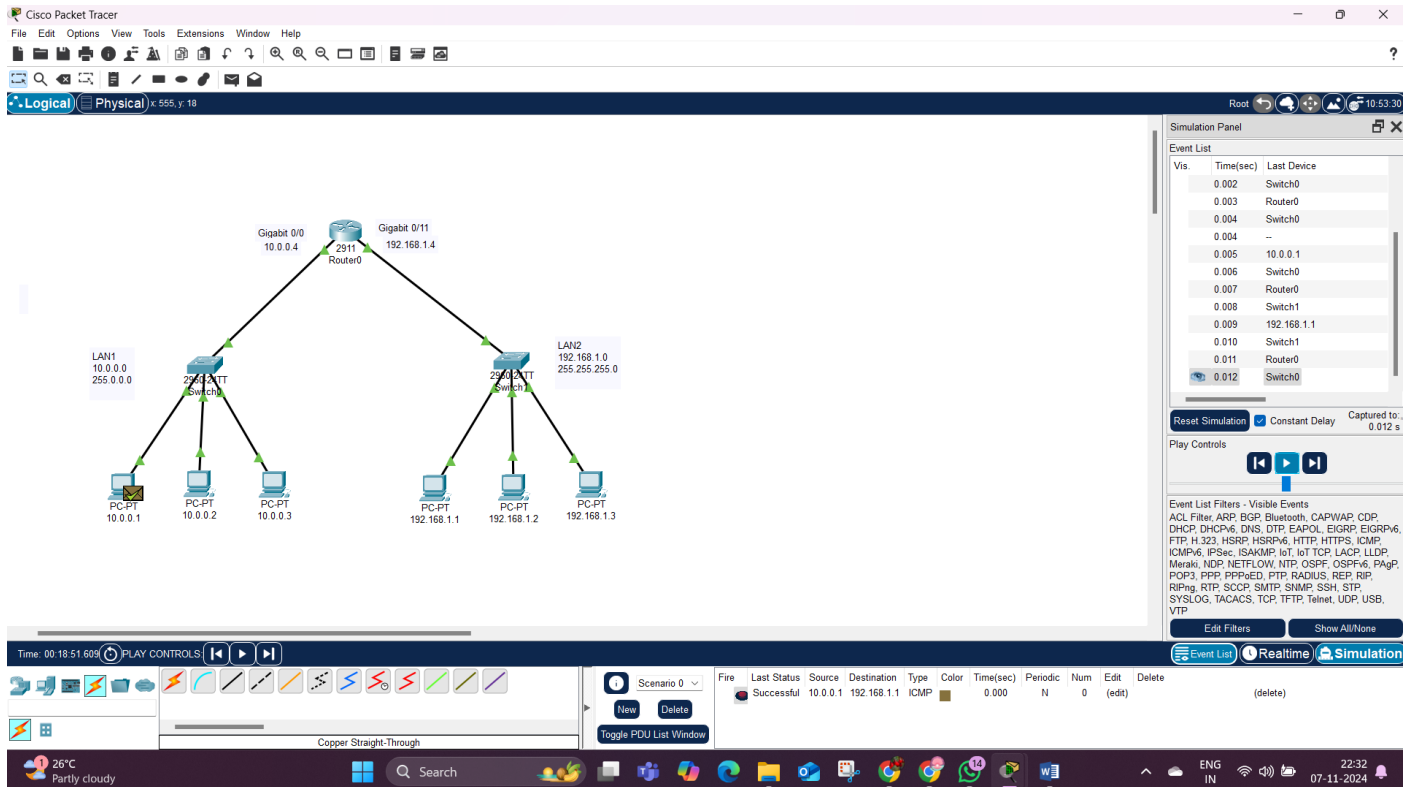 Cisco Packet Tracer
File Edit Options View Tools Extensions Window Help
?
Logical Physical x: 555, y: 18
Root 10:53:30
Simulation Panel
Event List
Vis. Time(sec) Last Device
0.002 Switch0
0.003 Router0
0.004 Switch0
0.004 --
0.005 10.0.0.1
0.006 Switch0
0.007 Router0
0.008 Switch1
0.009 192.168.1.1
0.010 Switch1
0.011 Router0
0.012 Switch0
Reset Simulation Constant Delay Captured to:
0.012 s
Play Controls
Event List Filters - Visible Events
ACL Filter, ARP, BGP, Bluetooth, CAPWAP, CDP,
DHCP, DHCPv6, DNS, DTP, EAPOL, EIGRP, EIGRPv6,
FTP, H.323, HSRP, HSRPv6, HTTP, HTTPS, ICMP,
ICMPv6, IPSec, ISAKMP, IoT, IoT TCP, LACP, LLDP,
Meraki, NDP, NETFLOW, NTP, OSPF, OSPFv6, PAgP,
POP3, PPP, PPPoED, PTP, RADIUS, REP, RIP,
RIPng, RTP, SCCP, SMTP, SNMP, SSH, STP,
SYSLOG, TACACS, TCP, TFTP, Telnet, UDP, USB,
VTP
Edit Filters Show All/None
Event List Realtime Simulation
Gigabit 0/0
10.0.0.4
Gigabit 0/11
192.168.1.4
2911
Router0
LAN1
10.0.0.0
255.0.0.0
2950-24TT
Switch0
LAN2
192.168.1.0
255.255.255.0
2950-24TT
Switch1
PC-PT
10.0.0.1
PC-PT
10.0.0.2
PC-PT
10.0.0.3
PC-PT
192.168.1.1
PC-PT
192.168.1.2
PC-PT
192.168.1.3
Time: 00:18:51.609 PLAY CONTROLS:
Copper Straight-Through
Scenario 0
New Delete
Toggle PDU List Window
Fire Last Status Source Destination Type Color Time(sec) Periodic Num Edit Delete
Successful 10.0.0.1 192.168.1.1 ICMP 0.000 N 0 (edit) (delete)
1
26°C
Partly cloudy
Search
14
ENG
IN
22:32
07-11-2024